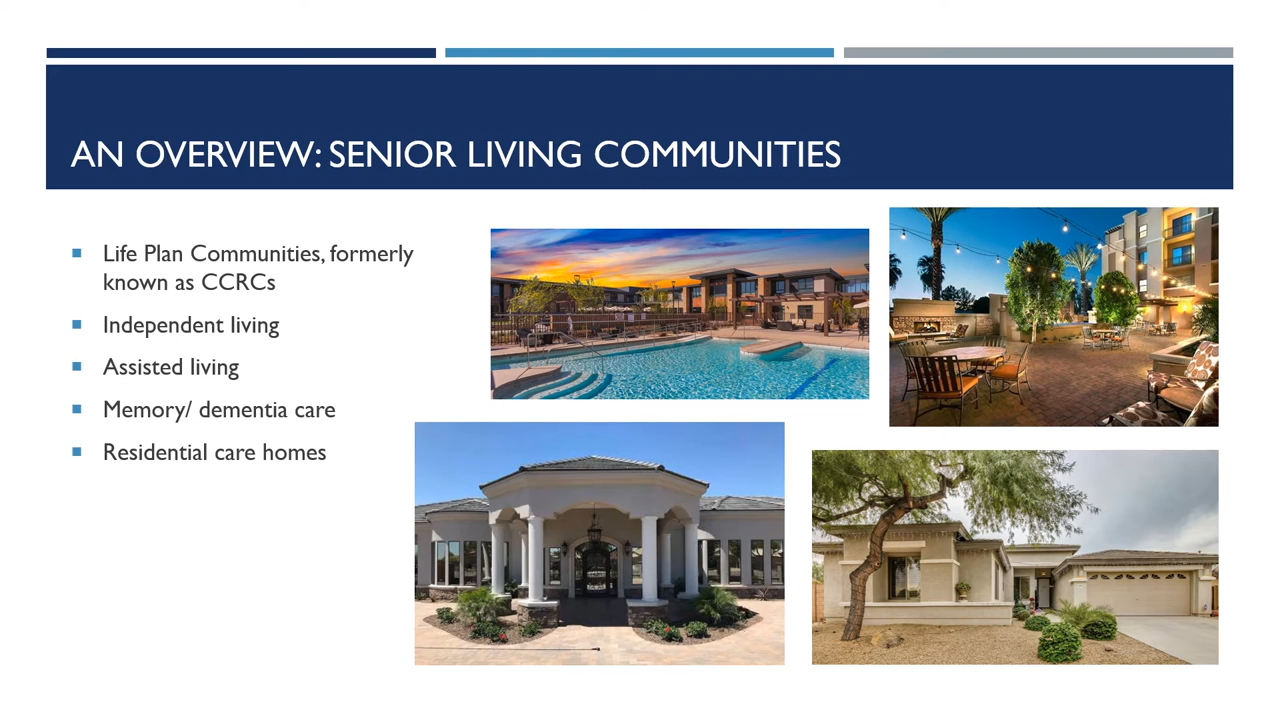 AN OVERVIEW: SENIOR LIVING COMMUNITIES
Life Plan Communities, formerly
known as CCRCs
Independent living
Assisted living
Memory/ dementia care
Residential care homes